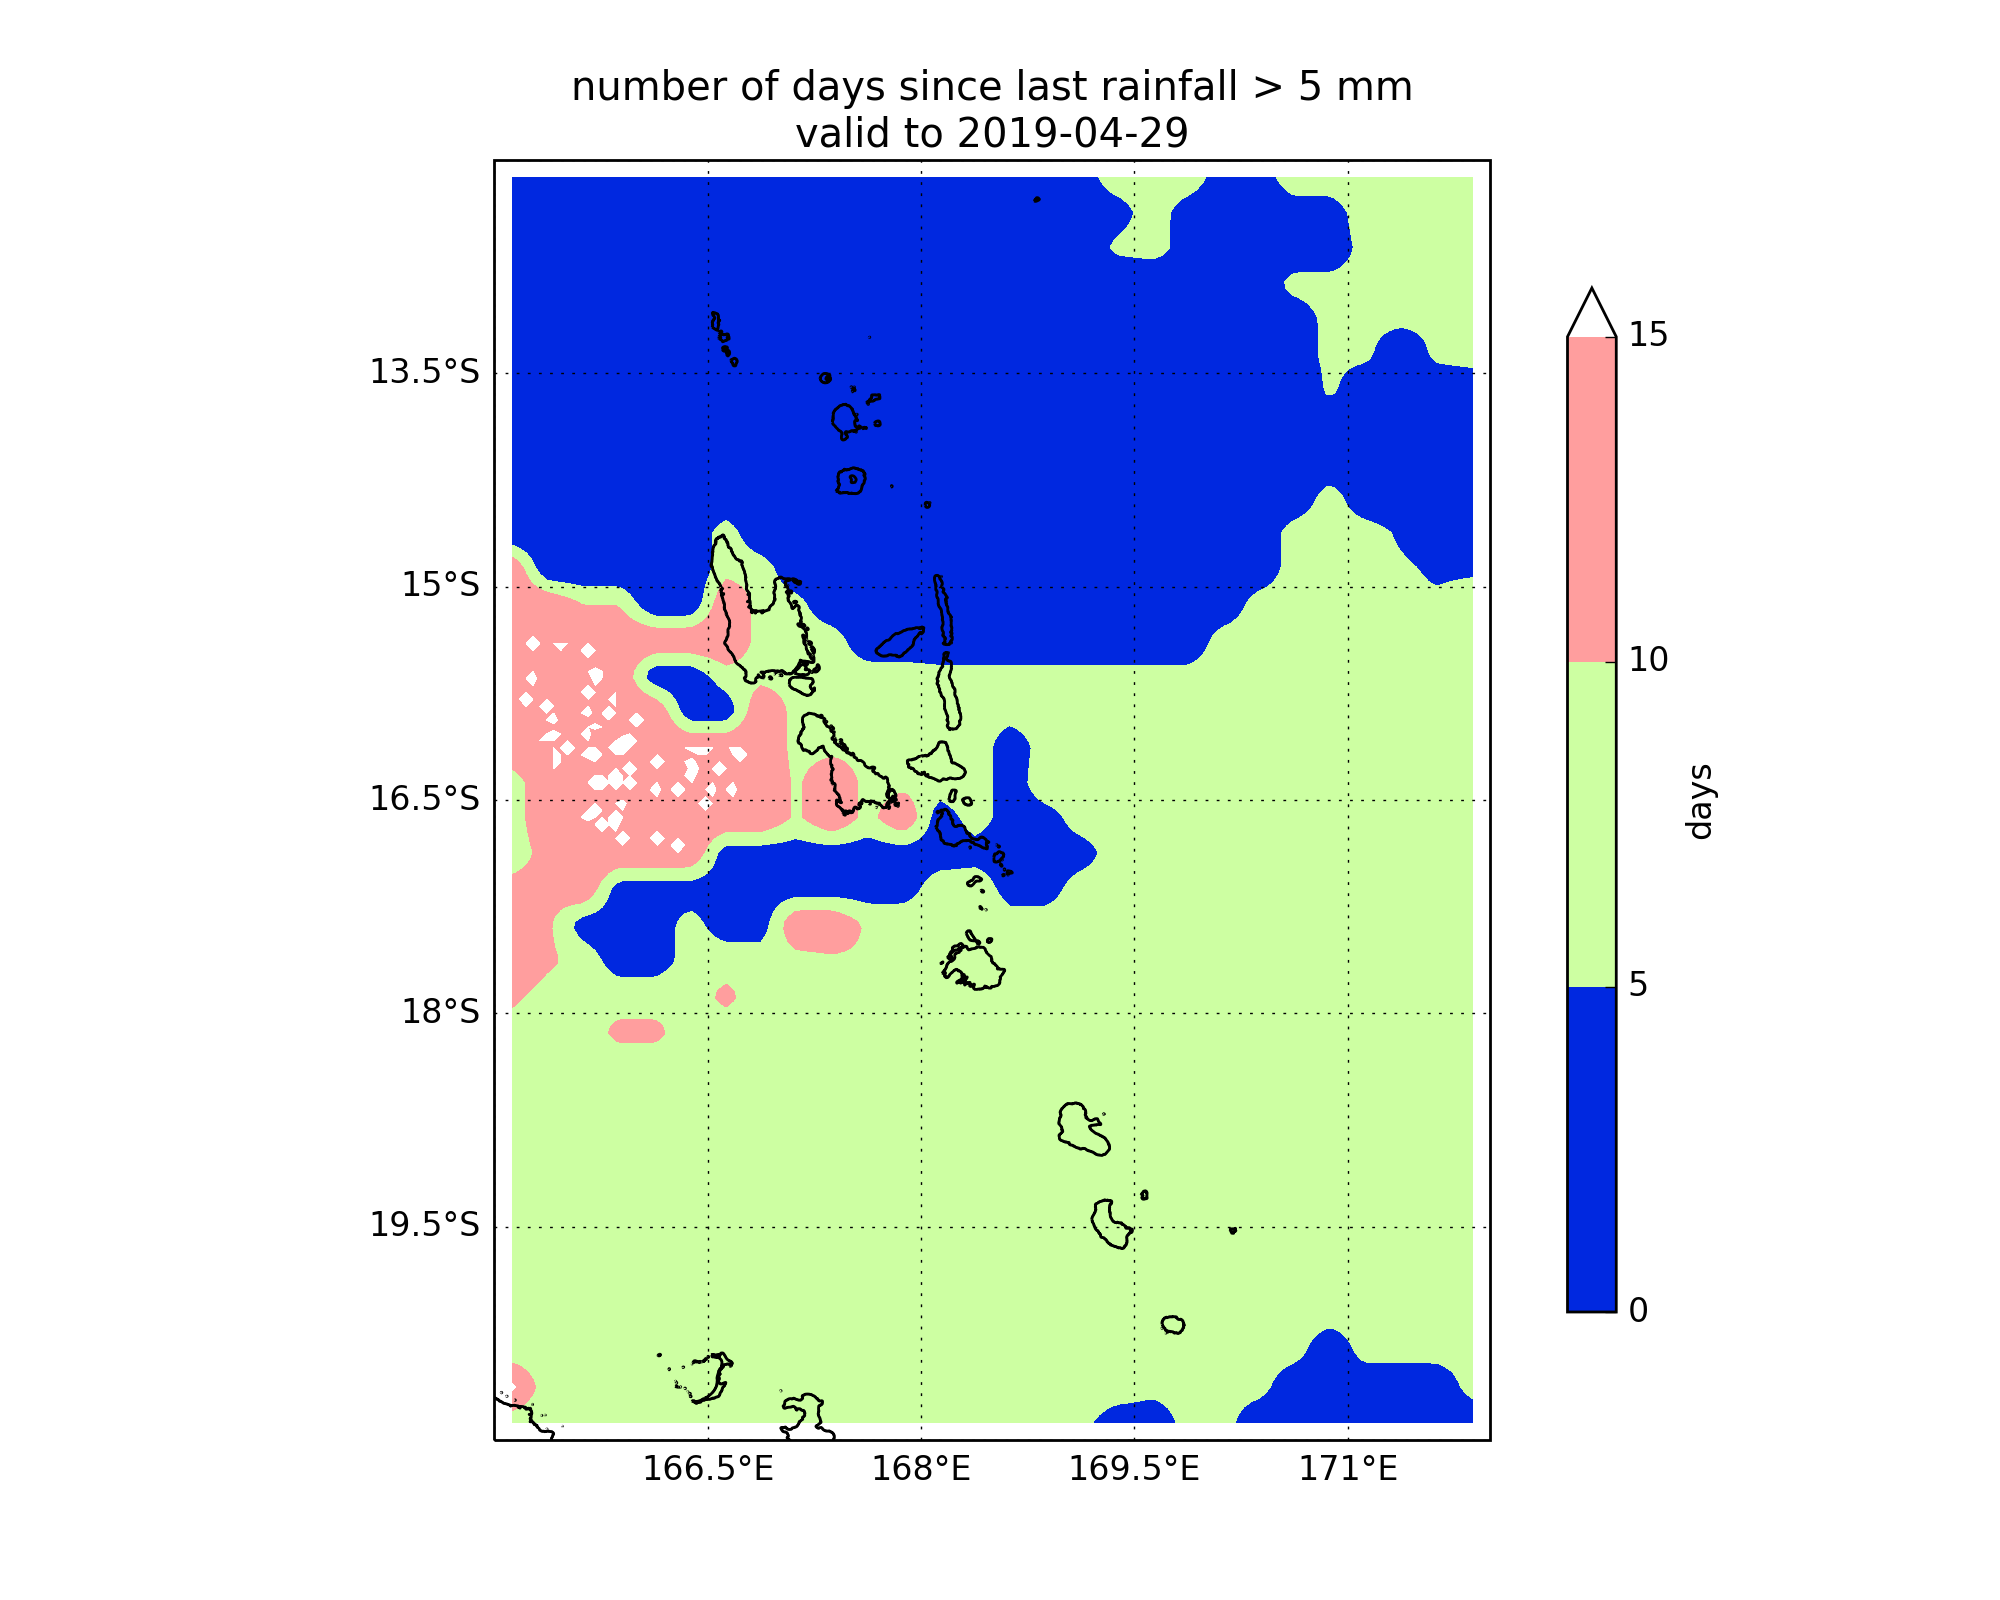 number of days since last rainfall > 5 mm
valid to 2019-04-29
13.5°S
15°S
16.5°S
18°S
19.5°S
166.5°E
168°E
169.5°E
171°E
15
10
5
0
days